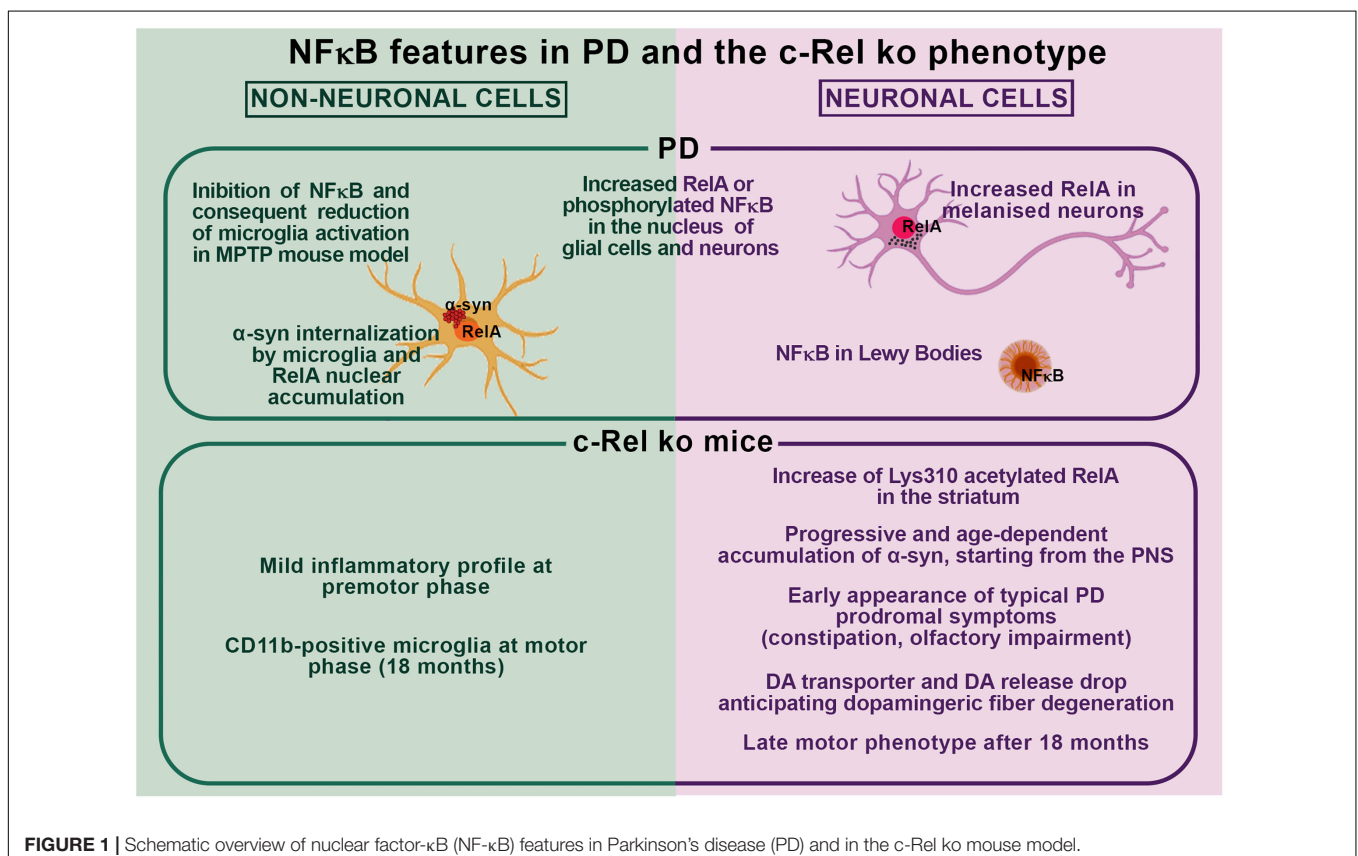 NFκB features in PD and the c-Rel ko phenotype
NON-NEURONAL CELLS
NEURONAL CELLS
PD
Inibition of NFκB and
consequent reduction
of microglia activation
in MPTP mouse model
α-syn
RelA
α-syn internalization
by microglia and
RelA nuclear
accumulation
Increased RelA or
phosphorylated NFκB
in the nucleus of
glial cells and neurons
Increased RelA in
melanised neurons
RelA
NFκB in Lewy Bodies
NFκB
c-Rel ko mice
Mild inflammatory profile at
premotor phase
CD11b-positive microglia at motor
phase (18 months)
Increase of Lys310 acetylated RelA
in the striatum
Progressive and age-dependent
accumulation of α-syn, starting from the PNS
Early appearance of typical PD
prodromal symptoms
(constipation, olfactory impairment)
DA transporter and DA release drop
anticipating dopamingeric fiber degeneration
Late motor phenotype after 18 months
FIGURE 1 | Schematic overview of nuclear factor-κB (NF-κB) features in Parkinson's disease (PD) and in the c-Rel ko mouse model.